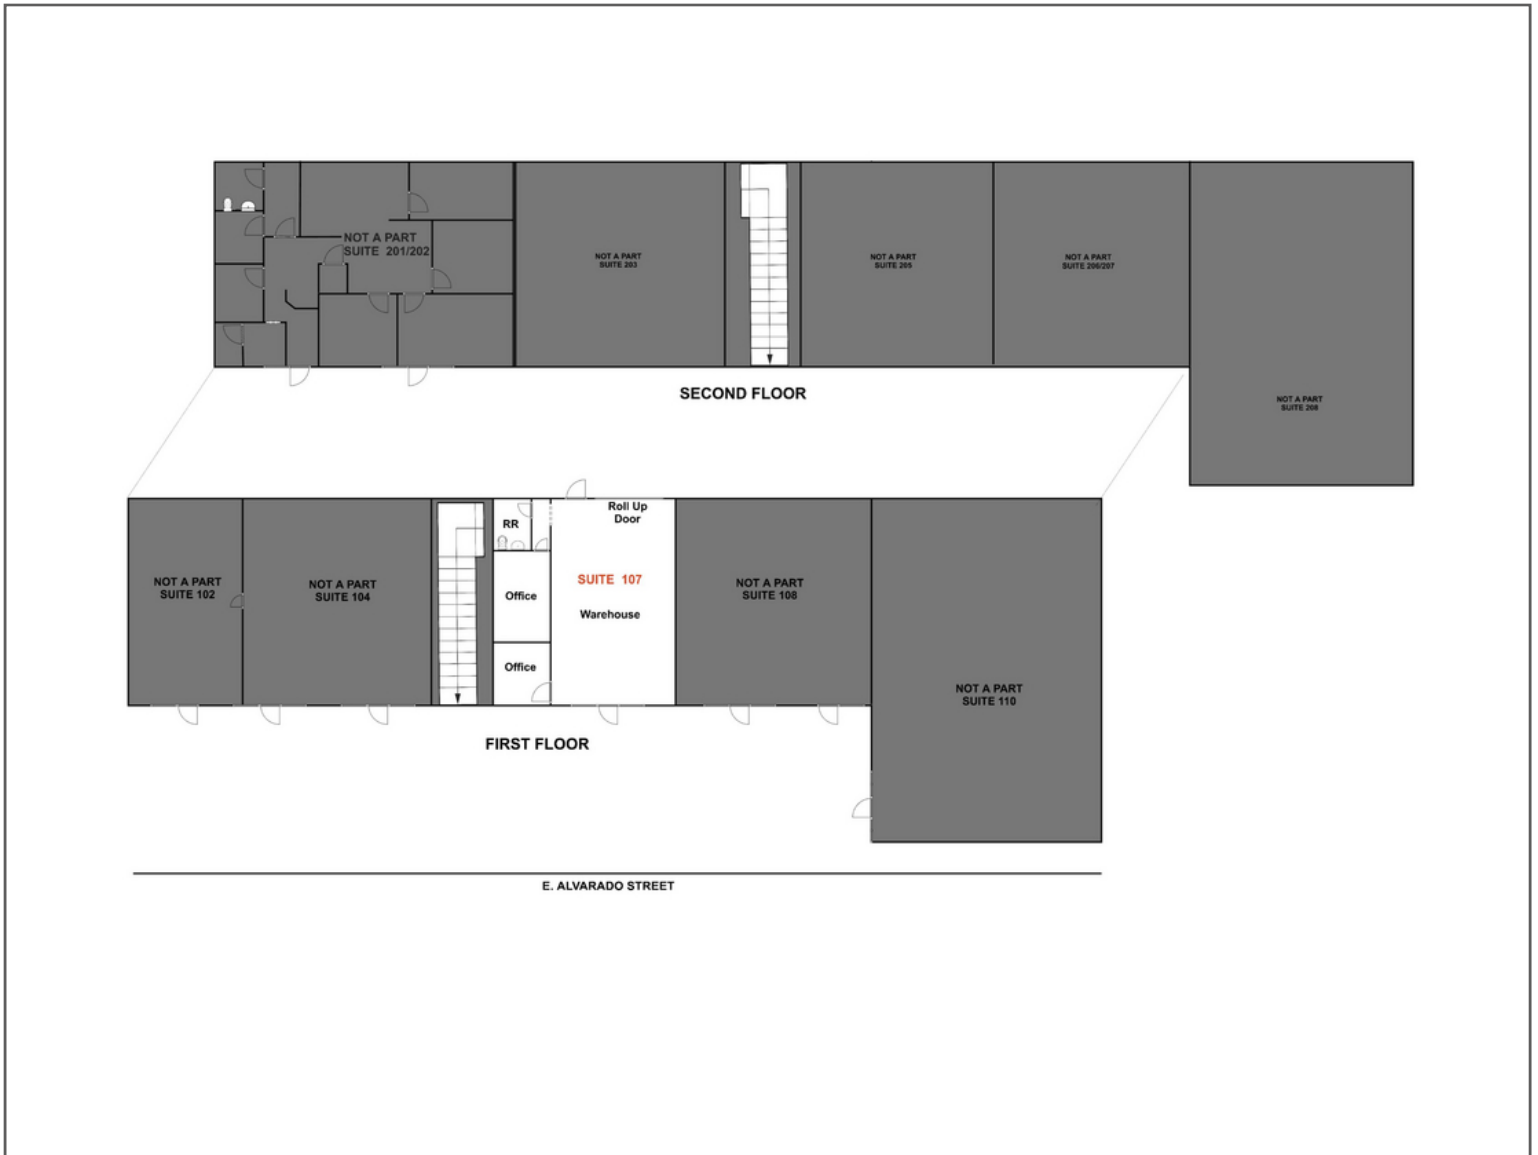 NOT A PART
SUITE 201/202
NOT A PART
SUITE 203
NOT A PART
SUITE 205
NOT A PART
SUITE 206/207
NOT A PART
SUITE 208
SECOND FLOOR
NOT A PART
SUITE 102
NOT A PART
SUITE 104
RR
Office
Office
Roll Up
Door
SUITE 107
Warehouse
NOT A PART
SUITE 108
NOT A PART
SUITE 110
FIRST FLOOR
E. ALVARADO STREET